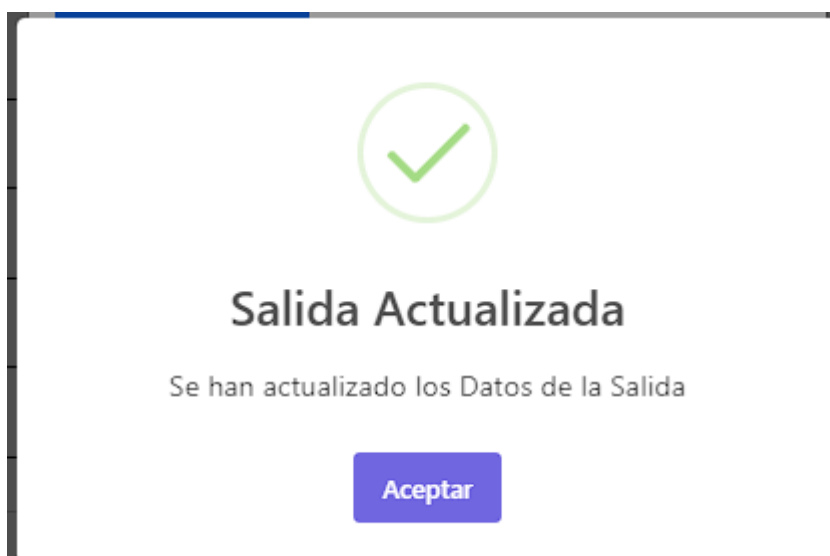 Salida Actualizada
Se han actualizado los Datos de la Salida
Aceptar